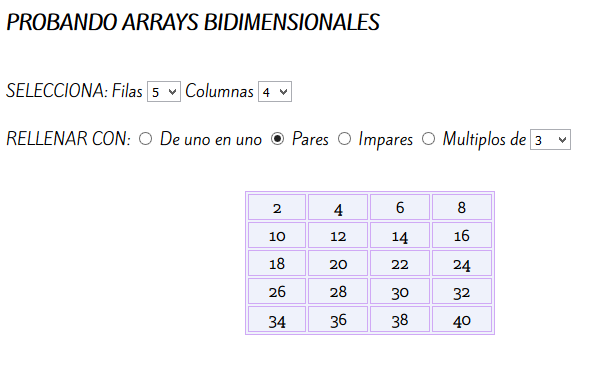 PROBANDO ARRAYS BIDIMENSIONALES
SELECCIONA: Filas 5 Columnas 4
RELLENAR CON: De uno en uno Pares Impares Multiplos de 3
2 4 6 8
10 12 14 16
18 20 22 24
26 28 30 32
34 36 38 40